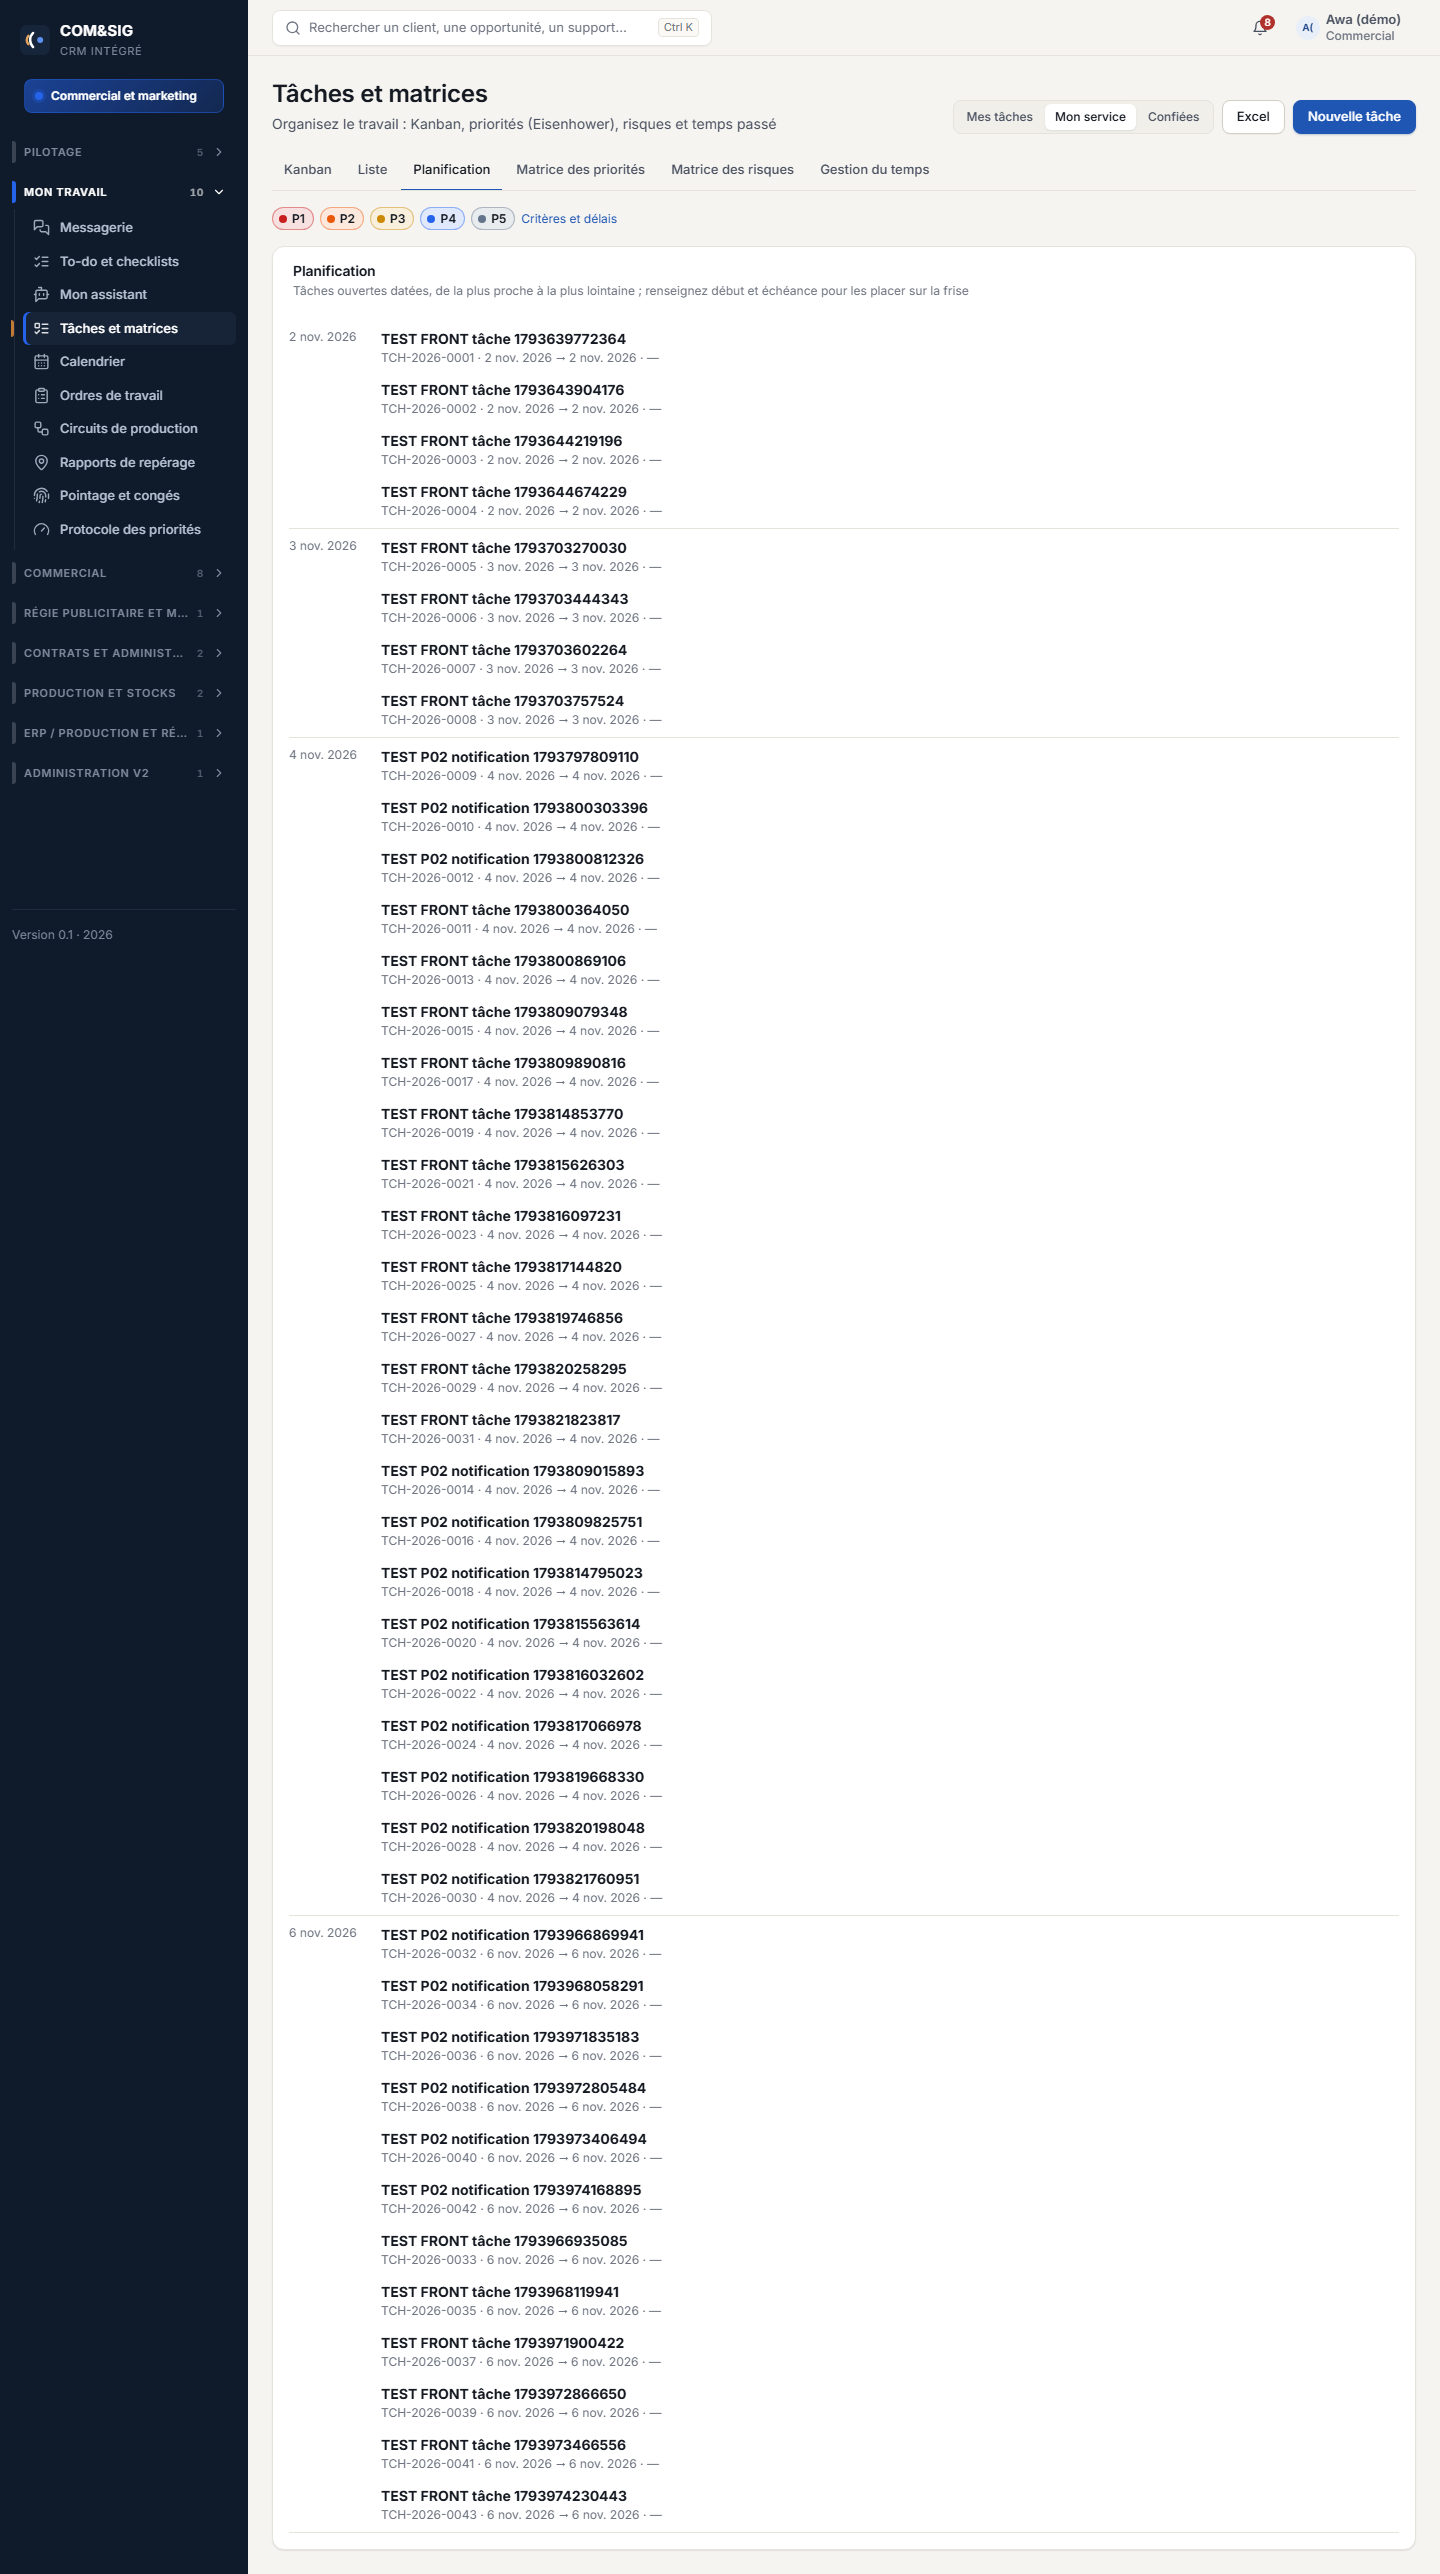 COM&SIG
CRM INTÉGRÉ
Commercial et marketing
PILOTAGE 5
MON TRAVAIL 10
Messagerie
To-do et checklists
Mon assistant
Tâches et matrices
Calendrier
Ordres de travail
Circuits de production
Rapports de repérage
Pointage et congés
Protocole des priorités
COMMERCIAL 8
RÉGIE PUBLICITAIRE ET M... 1
CONTRATS ET ADMINIST... 2
PRODUCTION ET STOCKS 2
ERP / PRODUCTION ET RÉ... 1
ADMINISTRATION V2 1
Version 0.1 · 2026
Rechercher un client, une opportunité, un support... Ctrl K
8
A( Awa (démo)
Commercial
Tâches et matrices
Organisez le travail : Kanban, priorités (Eisenhower), risques et temps passé
Mes tâches Mon service Confiées Excel Nouvelle tâche
Kanban Liste Planification Matrice des priorités Matrice des risques Gestion du temps
P1 P2 P3 P4 P5 Critères et délais
Planification
Tâches ouvertes datées, de la plus proche à la plus lointaine ; renseignez début et échéance pour les placer sur la frise
2 nov. 2026 TEST FRONT tâche 1793639772364
TCH-2026-0001 · 2 nov. 2026 → 2 nov. 2026 · —
TEST FRONT tâche 1793643904176
TCH-2026-0002 · 2 nov. 2026 → 2 nov. 2026 · —
TEST FRONT tâche 1793644219196
TCH-2026-0003 · 2 nov. 2026 → 2 nov. 2026 · —
TEST FRONT tâche 1793644674229
TCH-2026-0004 · 2 nov. 2026 → 2 nov. 2026 · —
3 nov. 2026 TEST FRONT tâche 1793703270030
TCH-2026-0005 · 3 nov. 2026 → 3 nov. 2026 · —
TEST FRONT tâche 1793703444343
TCH-2026-0006 · 3 nov. 2026 → 3 nov. 2026 · —
TEST FRONT tâche 1793703602264
TCH-2026-0007 · 3 nov. 2026 → 3 nov. 2026 · —
TEST FRONT tâche 1793703757524
TCH-2026-0008 · 3 nov. 2026 → 3 nov. 2026 · —
4 nov. 2026 TEST P02 notification 1793797809110
TCH-2026-0009 · 4 nov. 2026 → 4 nov. 2026 · —
TEST P02 notification 1793800303396
TCH-2026-0010 · 4 nov. 2026 → 4 nov. 2026 · —
TEST P02 notification 1793800812326
TCH-2026-0012 · 4 nov. 2026 → 4 nov. 2026 · —
TEST FRONT tâche 1793800364050
TCH-2026-0011 · 4 nov. 2026 → 4 nov. 2026 · —
TEST FRONT tâche 1793800869106
TCH-2026-0013 · 4 nov. 2026 → 4 nov. 2026 · —
TEST FRONT tâche 1793809079348
TCH-2026-0015 · 4 nov. 2026 → 4 nov. 2026 · —
TEST FRONT tâche 1793809890816
TCH-2026-0017 · 4 nov. 2026 → 4 nov. 2026 · —
TEST FRONT tâche 1793814853770
TCH-2026-0019 · 4 nov. 2026 → 4 nov. 2026 · —
TEST FRONT tâche 1793815626303
TCH-2026-0021 · 4 nov. 2026 → 4 nov. 2026 · —
TEST FRONT tâche 1793816097231
TCH-2026-0023 · 4 nov. 2026 → 4 nov. 2026 · —
TEST FRONT tâche 1793817144820
TCH-2026-0025 · 4 nov. 2026 → 4 nov. 2026 · —
TEST FRONT tâche 1793819746856
TCH-2026-0027 · 4 nov. 2026 → 4 nov. 2026 · —
TEST FRONT tâche 1793820258295
TCH-2026-0029 · 4 nov. 2026 → 4 nov. 2026 · —
TEST FRONT tâche 1793821823817
TCH-2026-0031 · 4 nov. 2026 → 4 nov. 2026 · —
TEST P02 notification 1793809015893
TCH-2026-0014 · 4 nov. 2026 → 4 nov. 2026 · —
TEST P02 notification 1793809825751
TCH-2026-0016 · 4 nov. 2026 → 4 nov. 2026 · —
TEST P02 notification 1793814795023
TCH-2026-0018 · 4 nov. 2026 → 4 nov. 2026 · —
TEST P02 notification 1793815563614
TCH-2026-0020 · 4 nov. 2026 → 4 nov. 2026 · —
TEST P02 notification 1793816032602
TCH-2026-0022 · 4 nov. 2026 → 4 nov. 2026 · —
TEST P02 notification 1793817066978
TCH-2026-0024 · 4 nov. 2026 → 4 nov. 2026 · —
TEST P02 notification 1793819668330
TCH-2026-0026 · 4 nov. 2026 → 4 nov. 2026 · —
TEST P02 notification 1793820198048
TCH-2026-0028 · 4 nov. 2026 → 4 nov. 2026 · —
TEST P02 notification 1793821760951
TCH-2026-0030 · 4 nov. 2026 → 4 nov. 2026 · —
6 nov. 2026 TEST P02 notification 1793966869941
TCH-2026-0032 · 6 nov. 2026 → 6 nov. 2026 · —
TEST P02 notification 1793968058291
TCH-2026-0034 · 6 nov. 2026 → 6 nov. 2026 · —
TEST P02 notification 1793971835183
TCH-2026-0036 · 6 nov. 2026 → 6 nov. 2026 · —
TEST P02 notification 1793972805484
TCH-2026-0038 · 6 nov. 2026 → 6 nov. 2026 · —
TEST P02 notification 1793973406494
TCH-2026-0040 · 6 nov. 2026 → 6 nov. 2026 · —
TEST P02 notification 1793974168895
TCH-2026-0042 · 6 nov. 2026 → 6 nov. 2026 · —
TEST FRONT tâche 1793966935085
TCH-2026-0033 · 6 nov. 2026 → 6 nov. 2026 · —
TEST FRONT tâche 1793968119941
TCH-2026-0035 · 6 nov. 2026 → 6 nov. 2026 · —
TEST FRONT tâche 1793971900422
TCH-2026-0037 · 6 nov. 2026 → 6 nov. 2026 · —
TEST FRONT tâche 1793972866650
TCH-2026-0039 · 6 nov. 2026 → 6 nov. 2026 · —
TEST FRONT tâche 1793973466556
TCH-2026-0041 · 6 nov. 2026 → 6 nov. 2026 · —
TEST FRONT tâche 1793974230443
TCH-2026-0043 · 6 nov. 2026 → 6 nov. 2026 · —